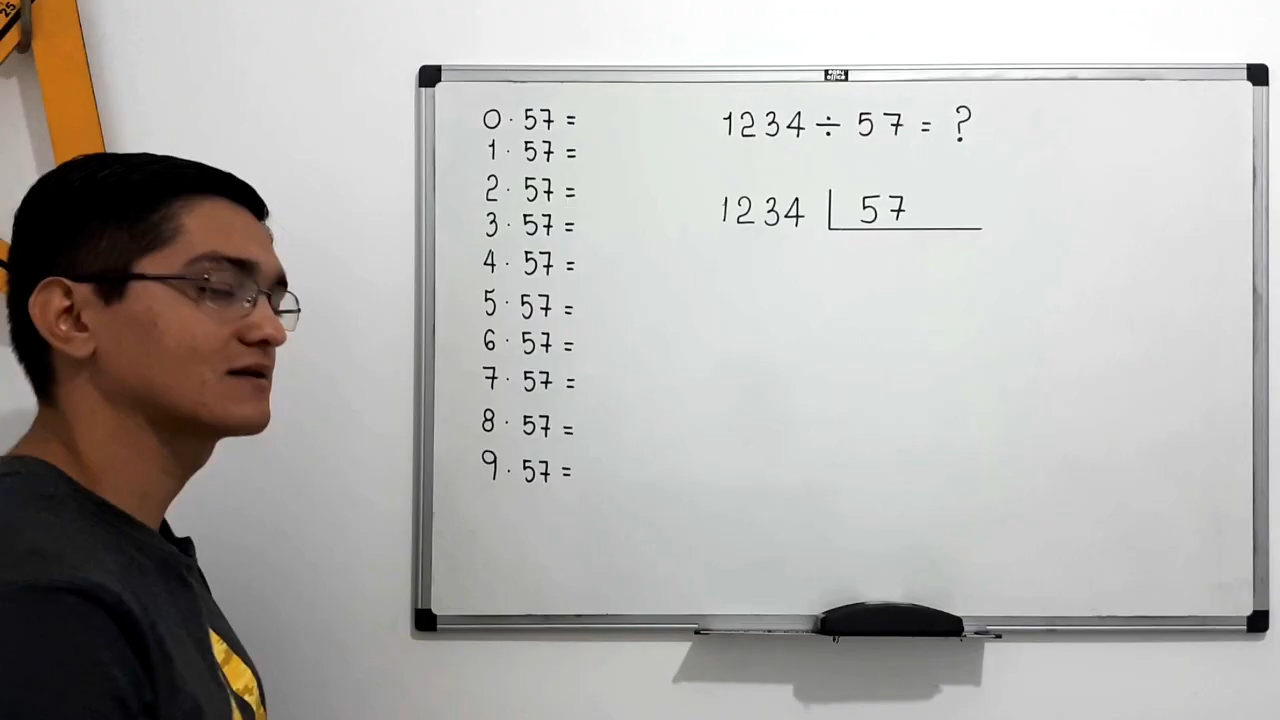 0 · 57 =
1 · 57 =
2 · 57 =
3 · 57 =
4 · 57 =
5 · 57 =
6 · 57 =
7 · 57 =
8 · 57 =
9 · 57 =
1234 ÷ 57 = ?
1234 57
25